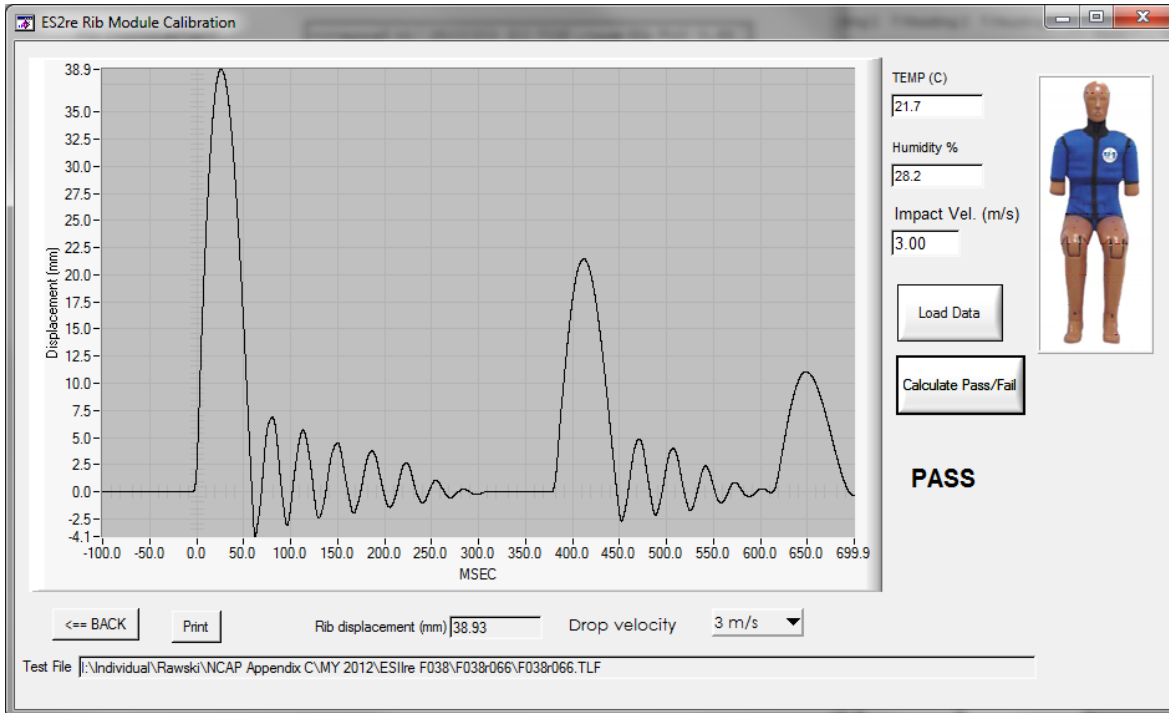 ES2re Rib Module Calibration
38.9
35.0
32.5
30.0
27.5
25.0
22.5
20.0
17.5
15.0
12.5
10.0
7.5
5.0
2.5
0.0
-2.5
-4.1
Displacement (mm)
-100.0 -50.0 0.0 50.0 100.0 150.0 200.0 250.0 300.0 350.0 400.0 450.0 500.0 550.0 600.0 650.0 699.9
MSEC
TEMP (C)
21.7
Humidity %
28.2
Impact Vel. (m/s)
3.00
Load Data
Calculate Pass/Fail
PASS
<== BACK
Print
Rib displacement (mm) 38.93
Drop velocity 3 m/s
Test File I:\Individual\Rawski\NCAP Appendix C\MY 2012\ESIIre F038\F038r066\F038r066.TLF